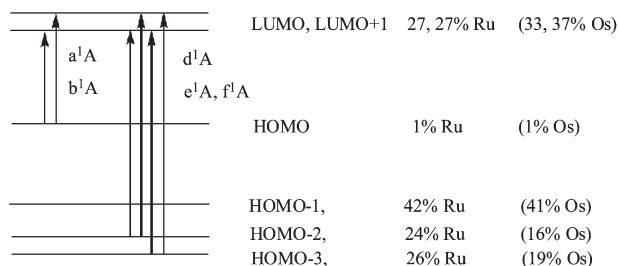 LUMO, LUMO+1 27, 27% Ru (33, 37% Os)
a¹A d¹A
b¹A e¹A, f¹A
HOMO 1% Ru (1% Os)
HOMO-1, 42% Ru (41% Os)
HOMO-2, 24% Ru (16% Os)
HOMO-3, 26% Ru (19% Os)